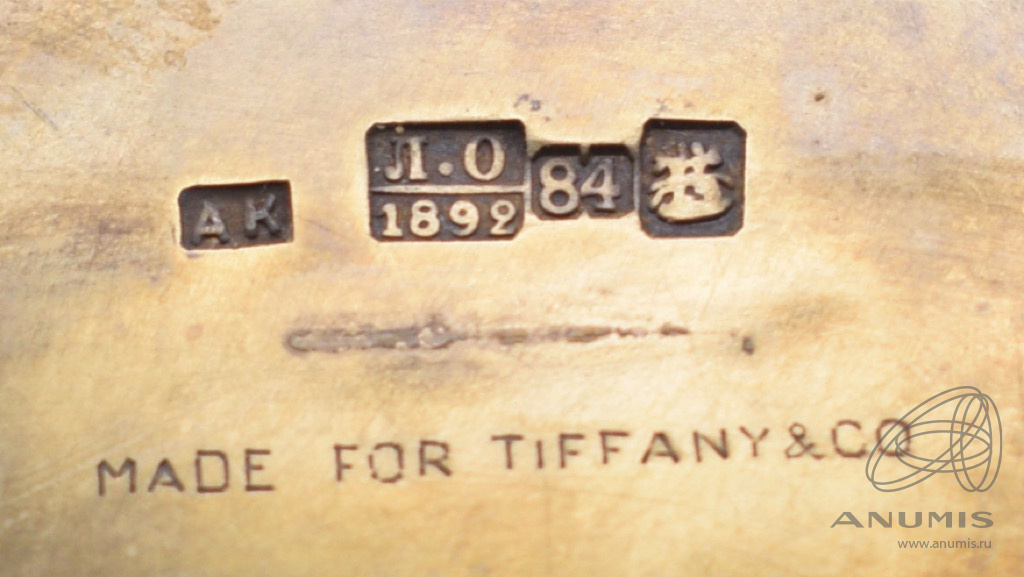 АК
Л.О
1892
84
MADE FOR TIFFANY&CO
ANUMIS
www.anumis.ru